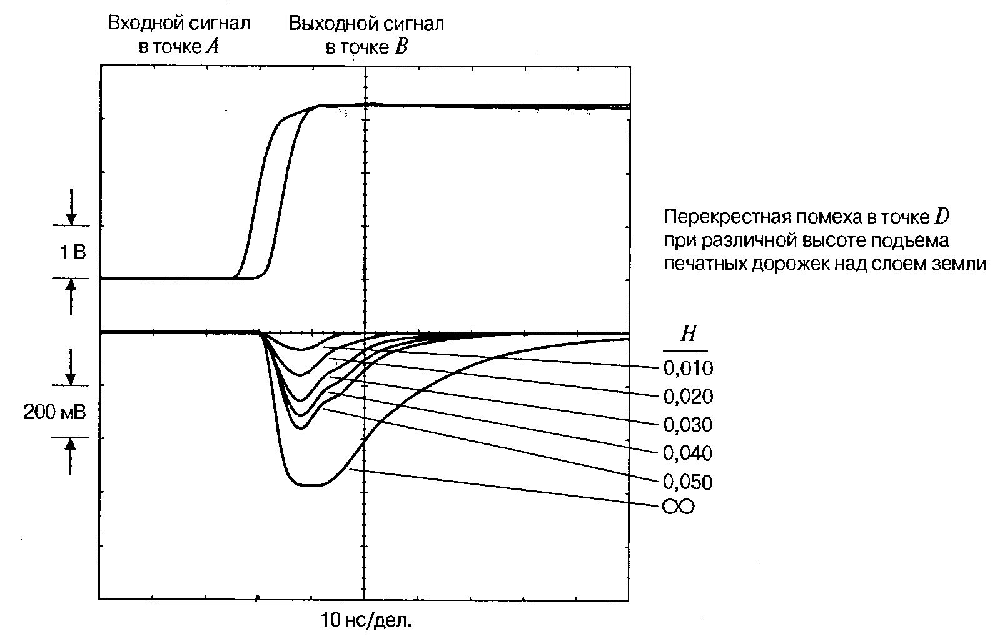 Входной сигнал
в точке A
Выходной сигнал
в точке B
1 В
200 мВ
Перекрестная помеха в точке D
при различной высоте подъема
печатных дорожек над слоем земли
H
0,010
0,020
0,030
0,040
0,050
∞
10 нс/дел.